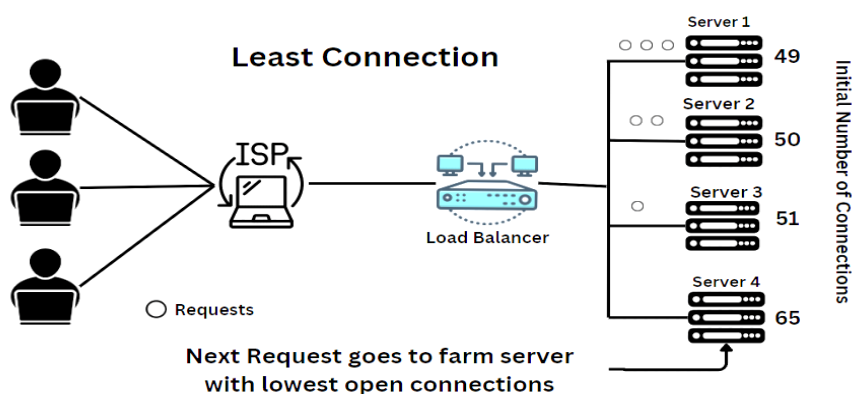 Least Connection
Server 1
49
Server 2
50
ISP
Server 3
51
Load Balancer
Server 4
65
Initial Number of Connections
Requests
Next Request goes to farm server
with lowest open connections